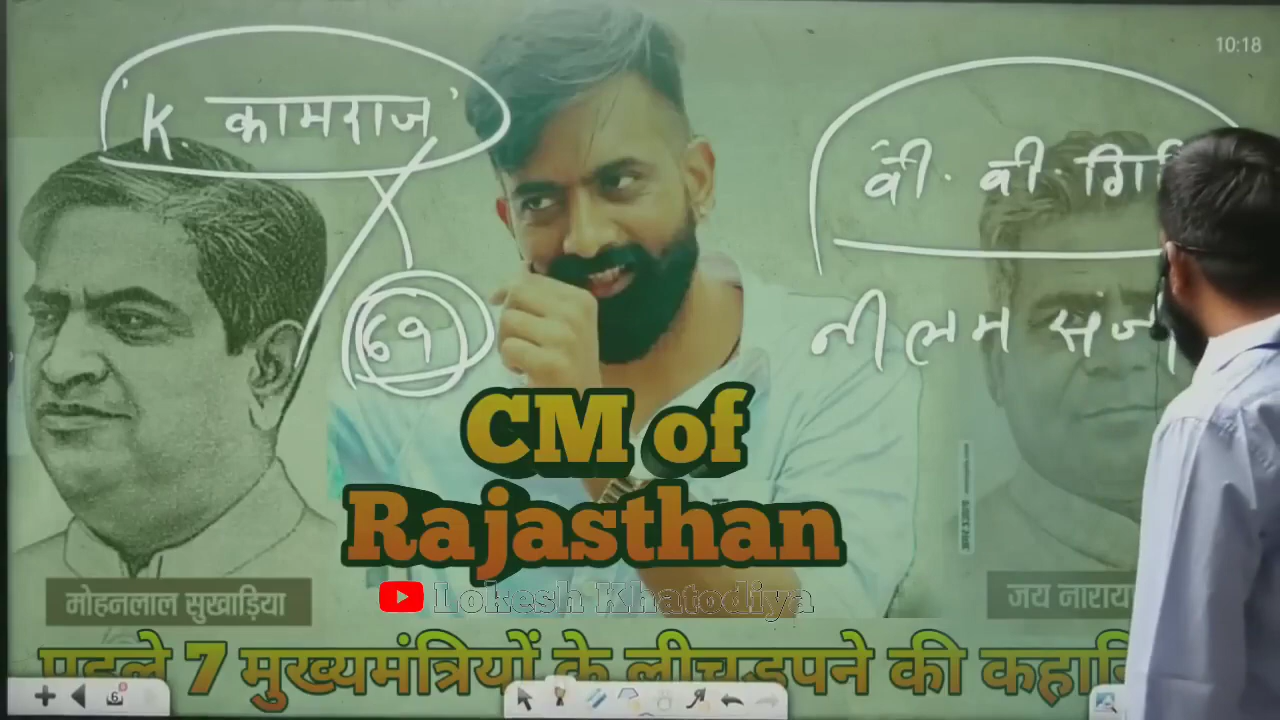 10:18
'K. कामराज'
वी. वी. गि
69
नीलम संज
CM of
Rajasthan
Lokesh Khatodiya
मोहनलाल सुखाड़िया
जय नाराय
पहले 7 मुख्यमंत्रियों के लीचड़पने की कहानि